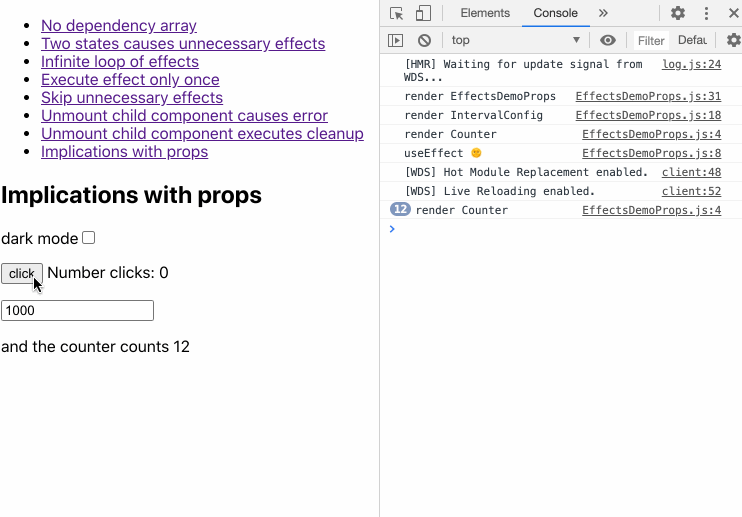 No dependency array
Two states causes unnecessary effects
Infinite loop of effects
Execute effect only once
Skip unnecessary effects
Unmount child component causes error
Unmount child component executes cleanup
Implications with props
Implications with props
dark mode
click Number clicks: 0
1000
and the counter counts 12
Elements Console »
top Filter Defau
[HMR] Waiting for update signal from log.js:24
WDS...
render EffectsDemoProps EffectsDemoProps.js:31
render IntervalConfig EffectsDemoProps.js:18
render Counter EffectsDemoProps.js:4
useEffect EffectsDemoProps.js:8
[WDS] Hot Module Replacement enabled. client:48
[WDS] Live Reloading enabled. client:52
12 render Counter EffectsDemoProps.js:4